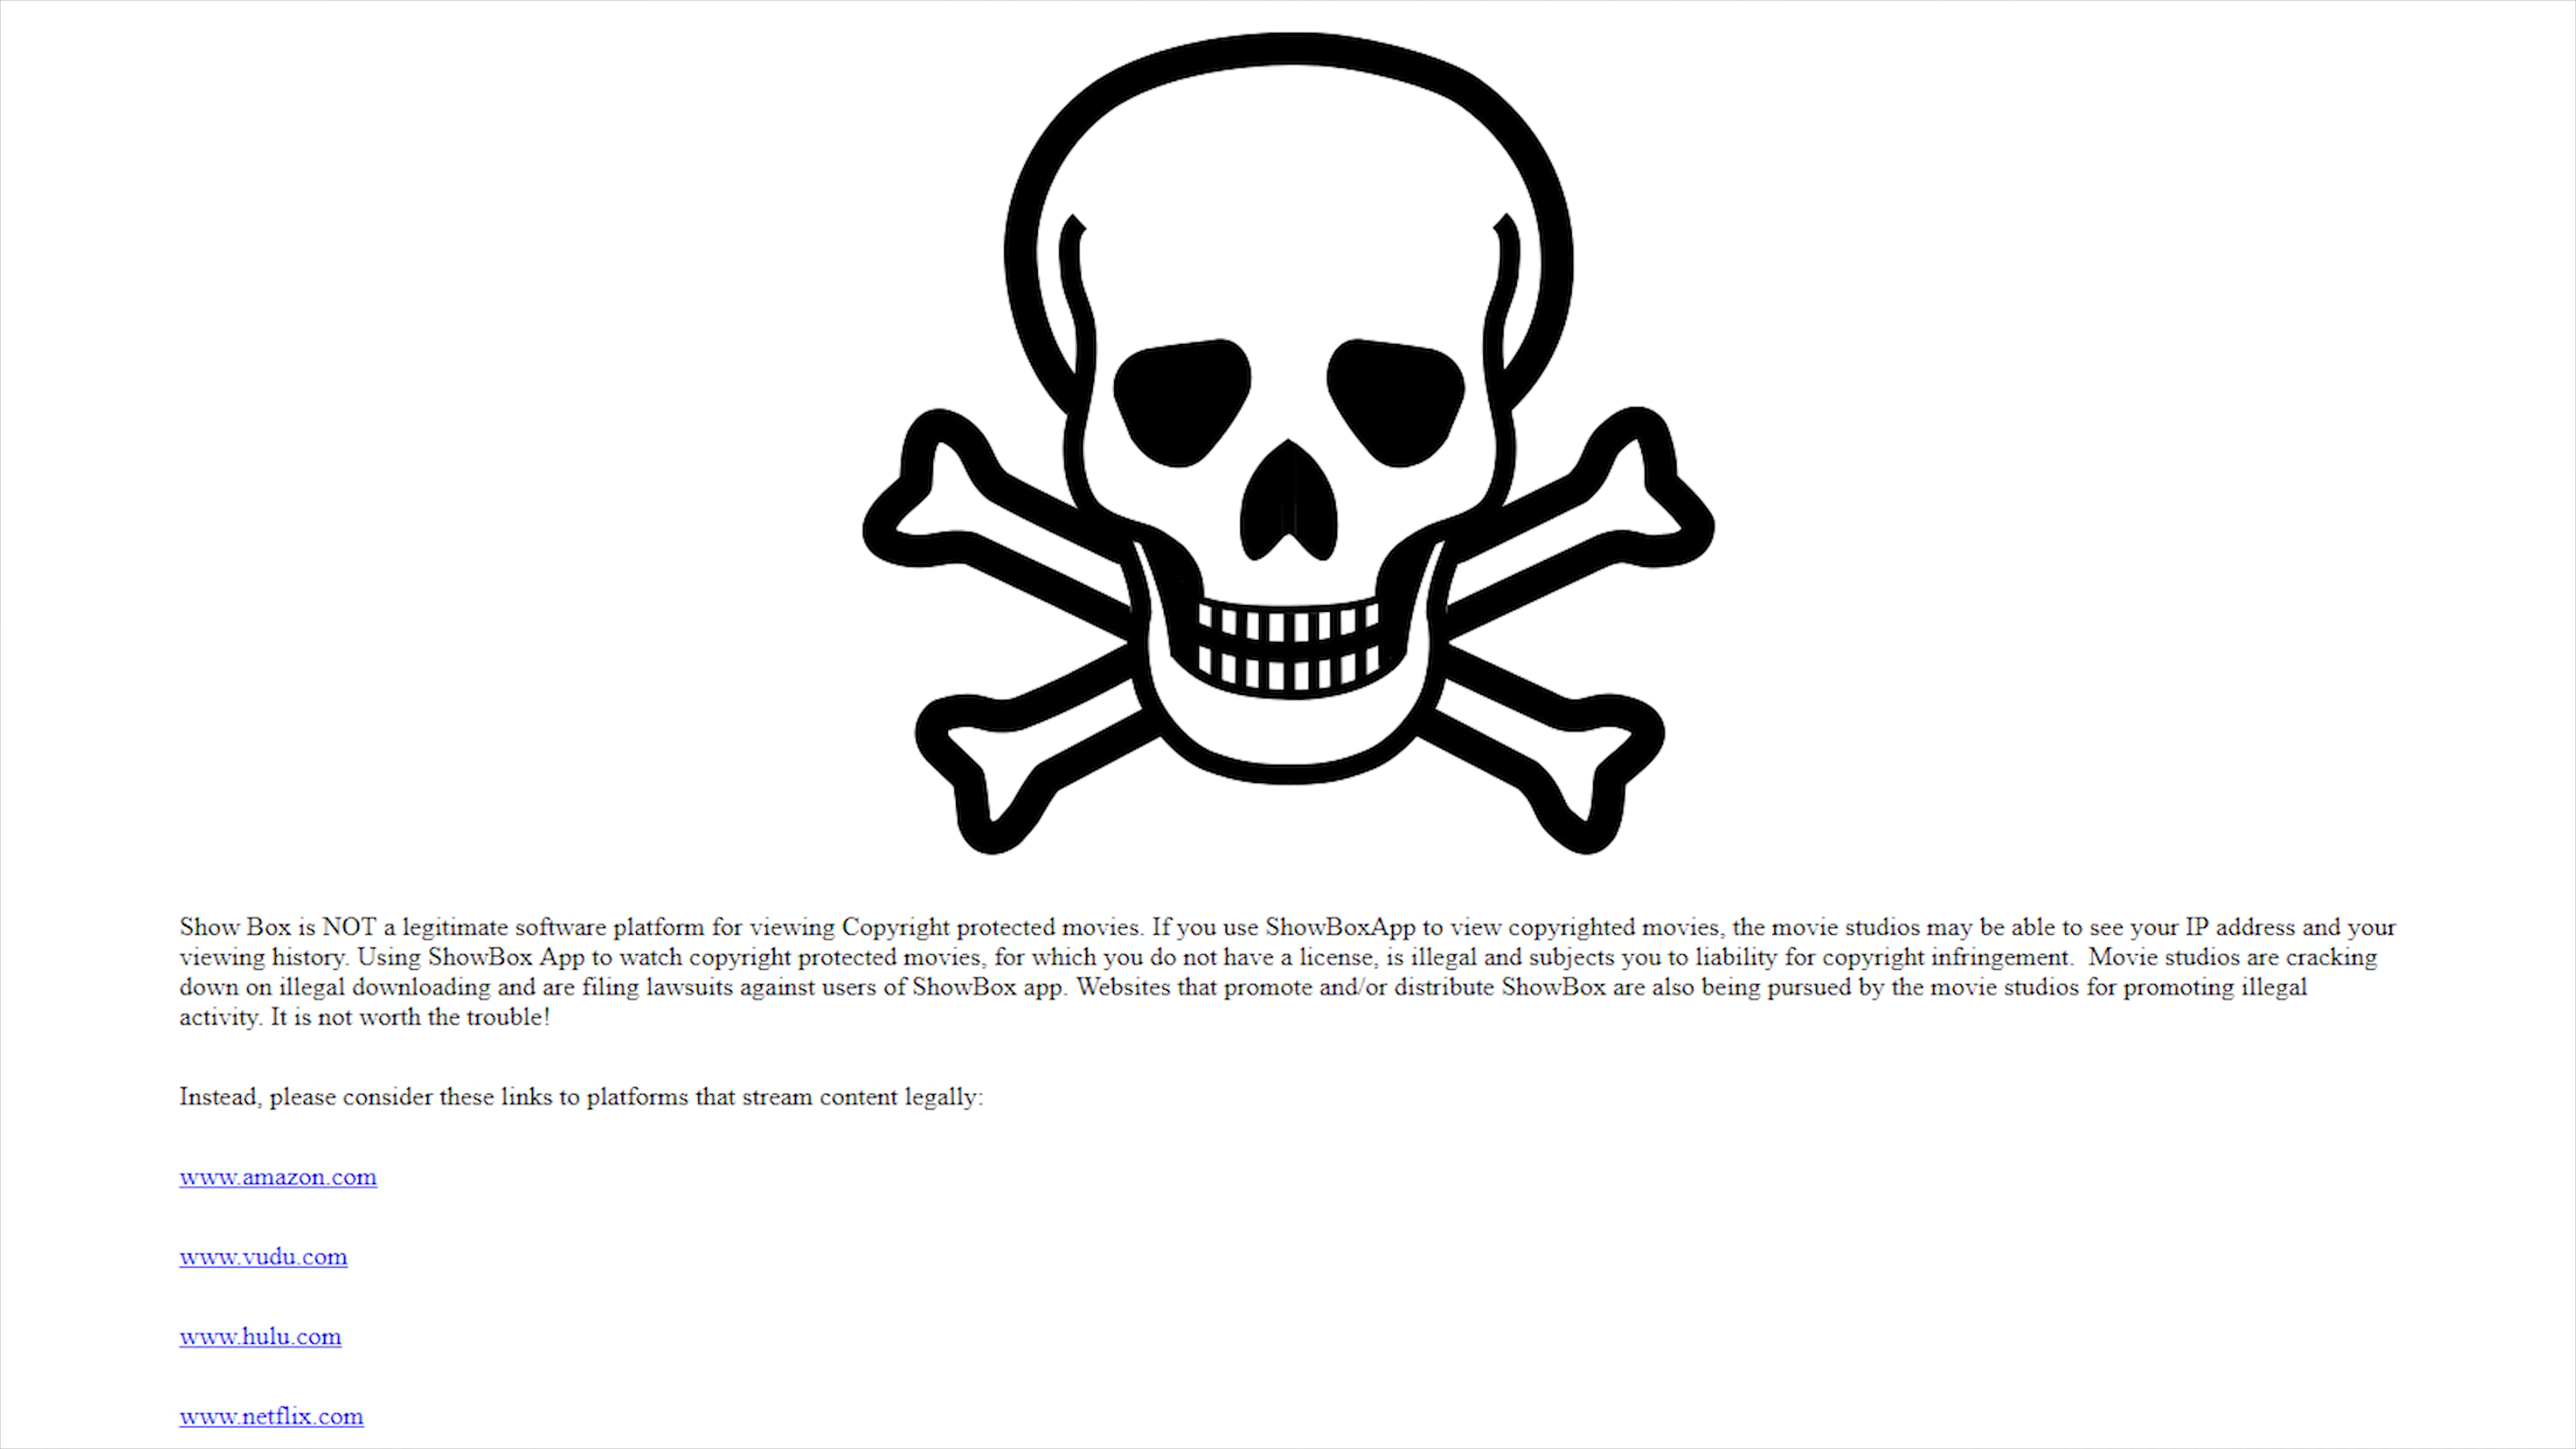 Show Box is NOT a legitimate software platform for viewing Copyright protected movies. If you use ShowBoxApp to view copyrighted movies, the movie studios may be able to see your IP address and your
viewing history. Using ShowBox App to watch copyright protected movies, for which you do not have a license, is illegal and subjects you to liability for copyright infringement.  Movie studios are cracking
down on illegal downloading and are filing lawsuits against users of ShowBox app. Websites that promote and/or distribute ShowBox are also being pursued by the movie studios for promoting illegal
activity. It is not worth the trouble!
Instead, please consider these links to platforms that stream content legally:
www.amazon.com
www.vudu.com
www.hulu.com
www.netflix.com